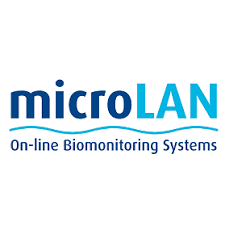 microLAN
On-line Biomonitoring Systems